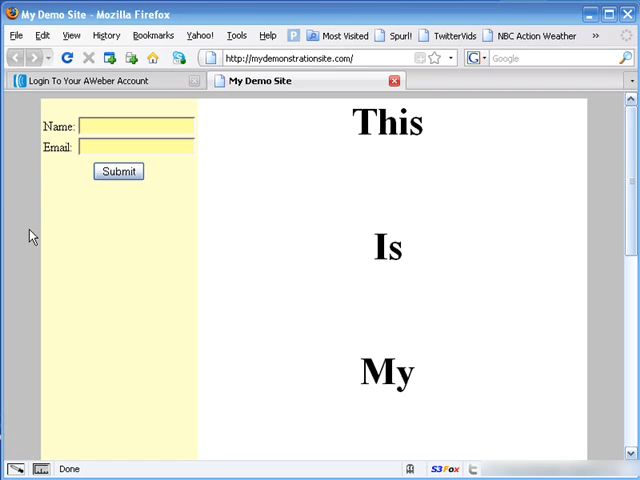 My Demo Site - Mozilla Firefox
File Edit View History Bookmarks Yahoo! Tools Help P Most Visited Spurl! TwitterVids NBC Action Weather »
http://mydemonstrationsite.com/ G Google
Login To Your AWeber Account My Demo Site
This
Name:
Email:
Submit
Is
My
Done S3Fox